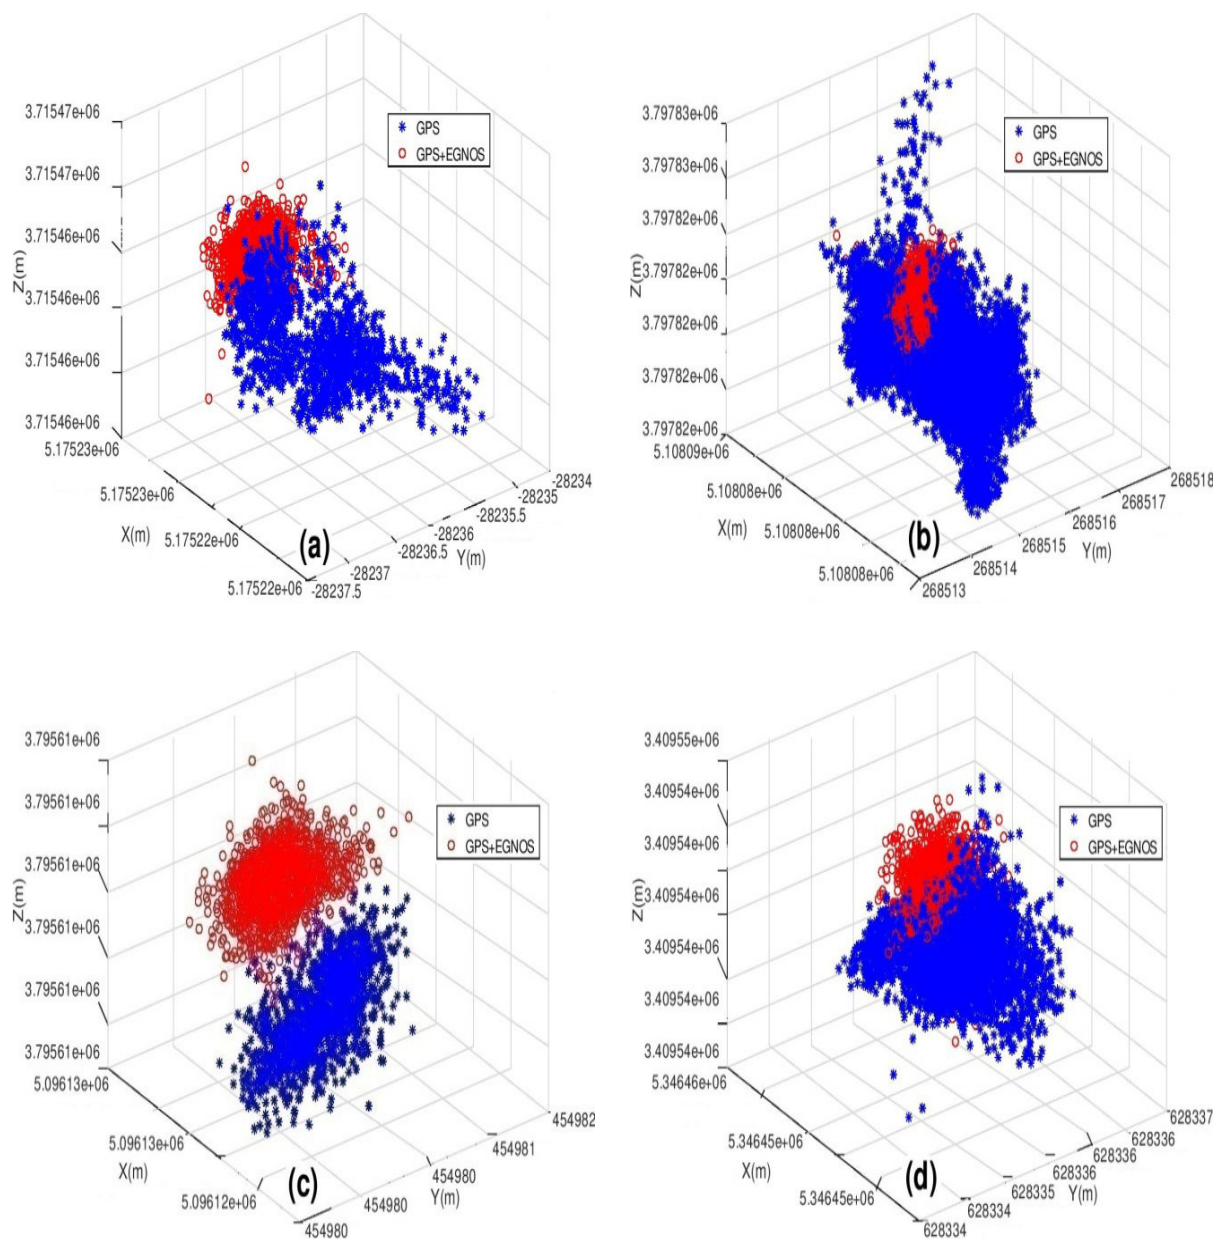 3.71547e+06
GPS
GPS+EGNOS
3.71547e+06
3.71546e+06
Z(m)
3.71546e+06
3.71546e+06
3.71546e+06
5.17523e+06
5.17523e+06
X(m)
5.17522e+06
5.17522e+06
(a)
-28234
-28235
-28235.5
-28236
-28236.5
Y(m)
-28237
-28237.5
3.79783e+06
GPS
GPS+EGNOS
3.79783e+06
3.79782e+06
3.79782e+06
Z(m)
3.79782e+06
3.79782e+06
3.79782e+06
5.10809e+06
5.10808e+06
X(m)
5.10808e+06
5.10808e+06
(b)
268518
268517
268516
268515
Y(m)
268514
268513
3.79561e+06
3.79561e+06
GPS
GPS+EGNOS
3.79561e+06
Z(m)
3.79561e+06
3.79561e+06
3.79561e+06
5.09613e+06
5.09613e+06
X(m)
5.09612e+06
(c)
454982
454981
454980
Y(m)
454980
454980
3.40955e+06
3.40954e+06
GPS
GPS+EGNOS
3.40954e+06
3.40954e+06
Z(m)
3.40954e+06
3.40954e+06
3.40954e+06
5.34646e+06
5.34645e+06
X(m)
5.34645e+06
(d)
628337
628336
628336
628335
Y(m)
628334
628334